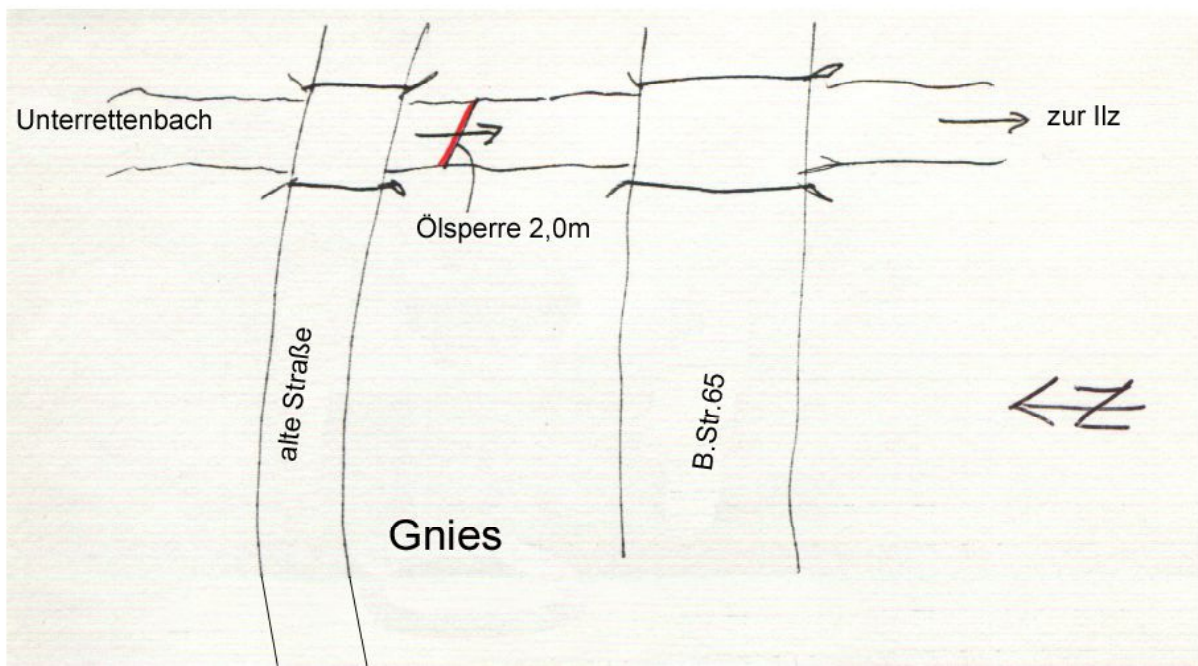 Unterrettenbach
zur Ilz
Ölsperre 2,0m
alte Straße
B.Str.65
Gnies
N